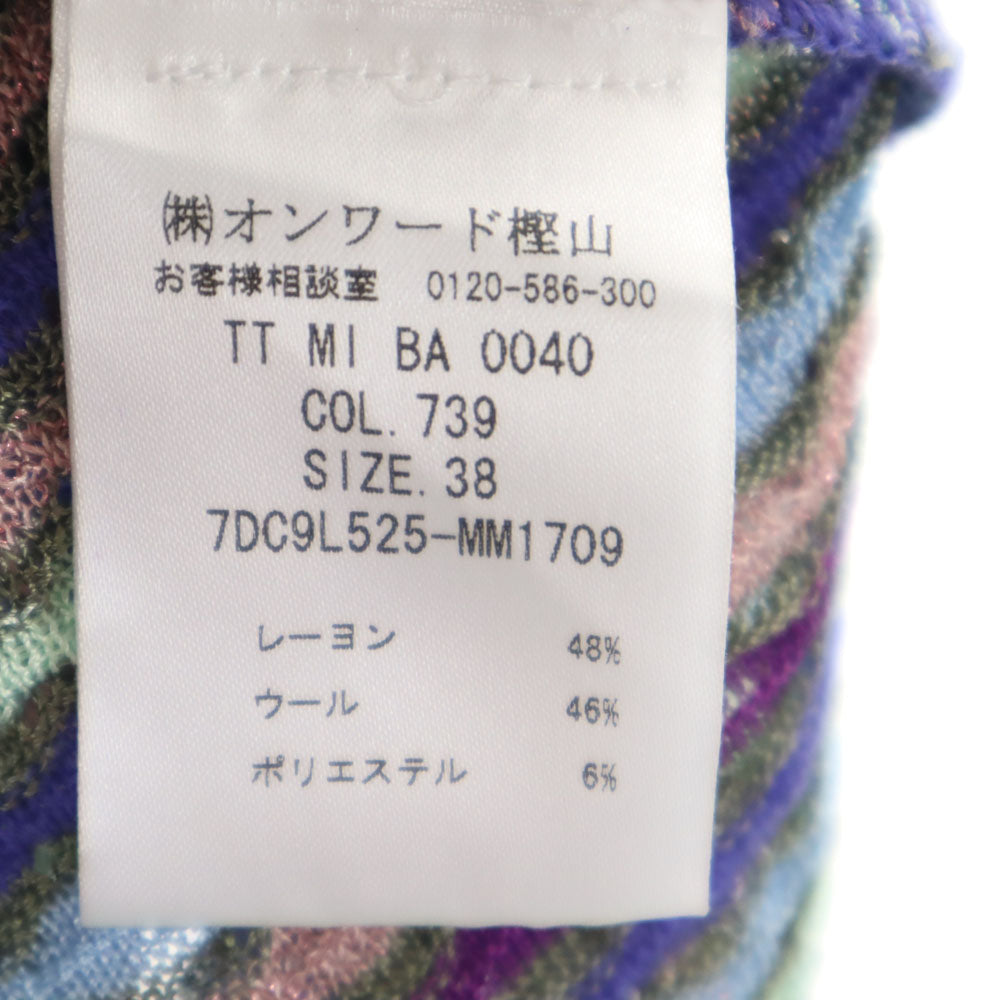 ㈱オンワード樫山
お客様相談室 0120-586-300
TT MI BA 0040
COL. 739
SIZE. 38
7DC9L525-MM1709
レーヨン 48%
ウール 46%
ポリエステル 6%